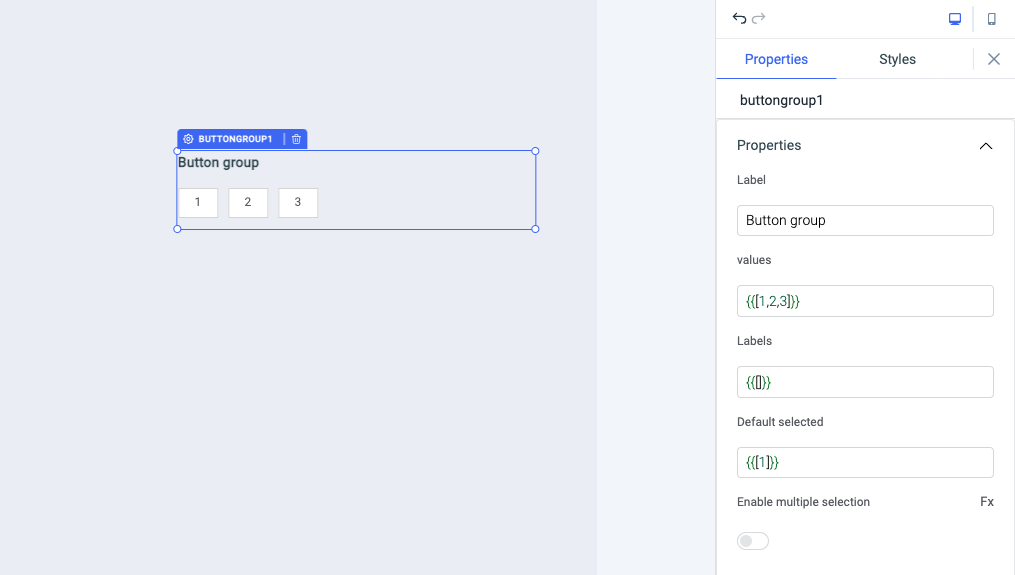 Properties
Styles
buttongroup1
BUTTONGROUP1
Button group
1 2 3
Properties
Label
Button group
values
{{[1,2,3]}}
Labels
{{[]}}
Default selected
{{[1]}}
Enable multiple selection Fx